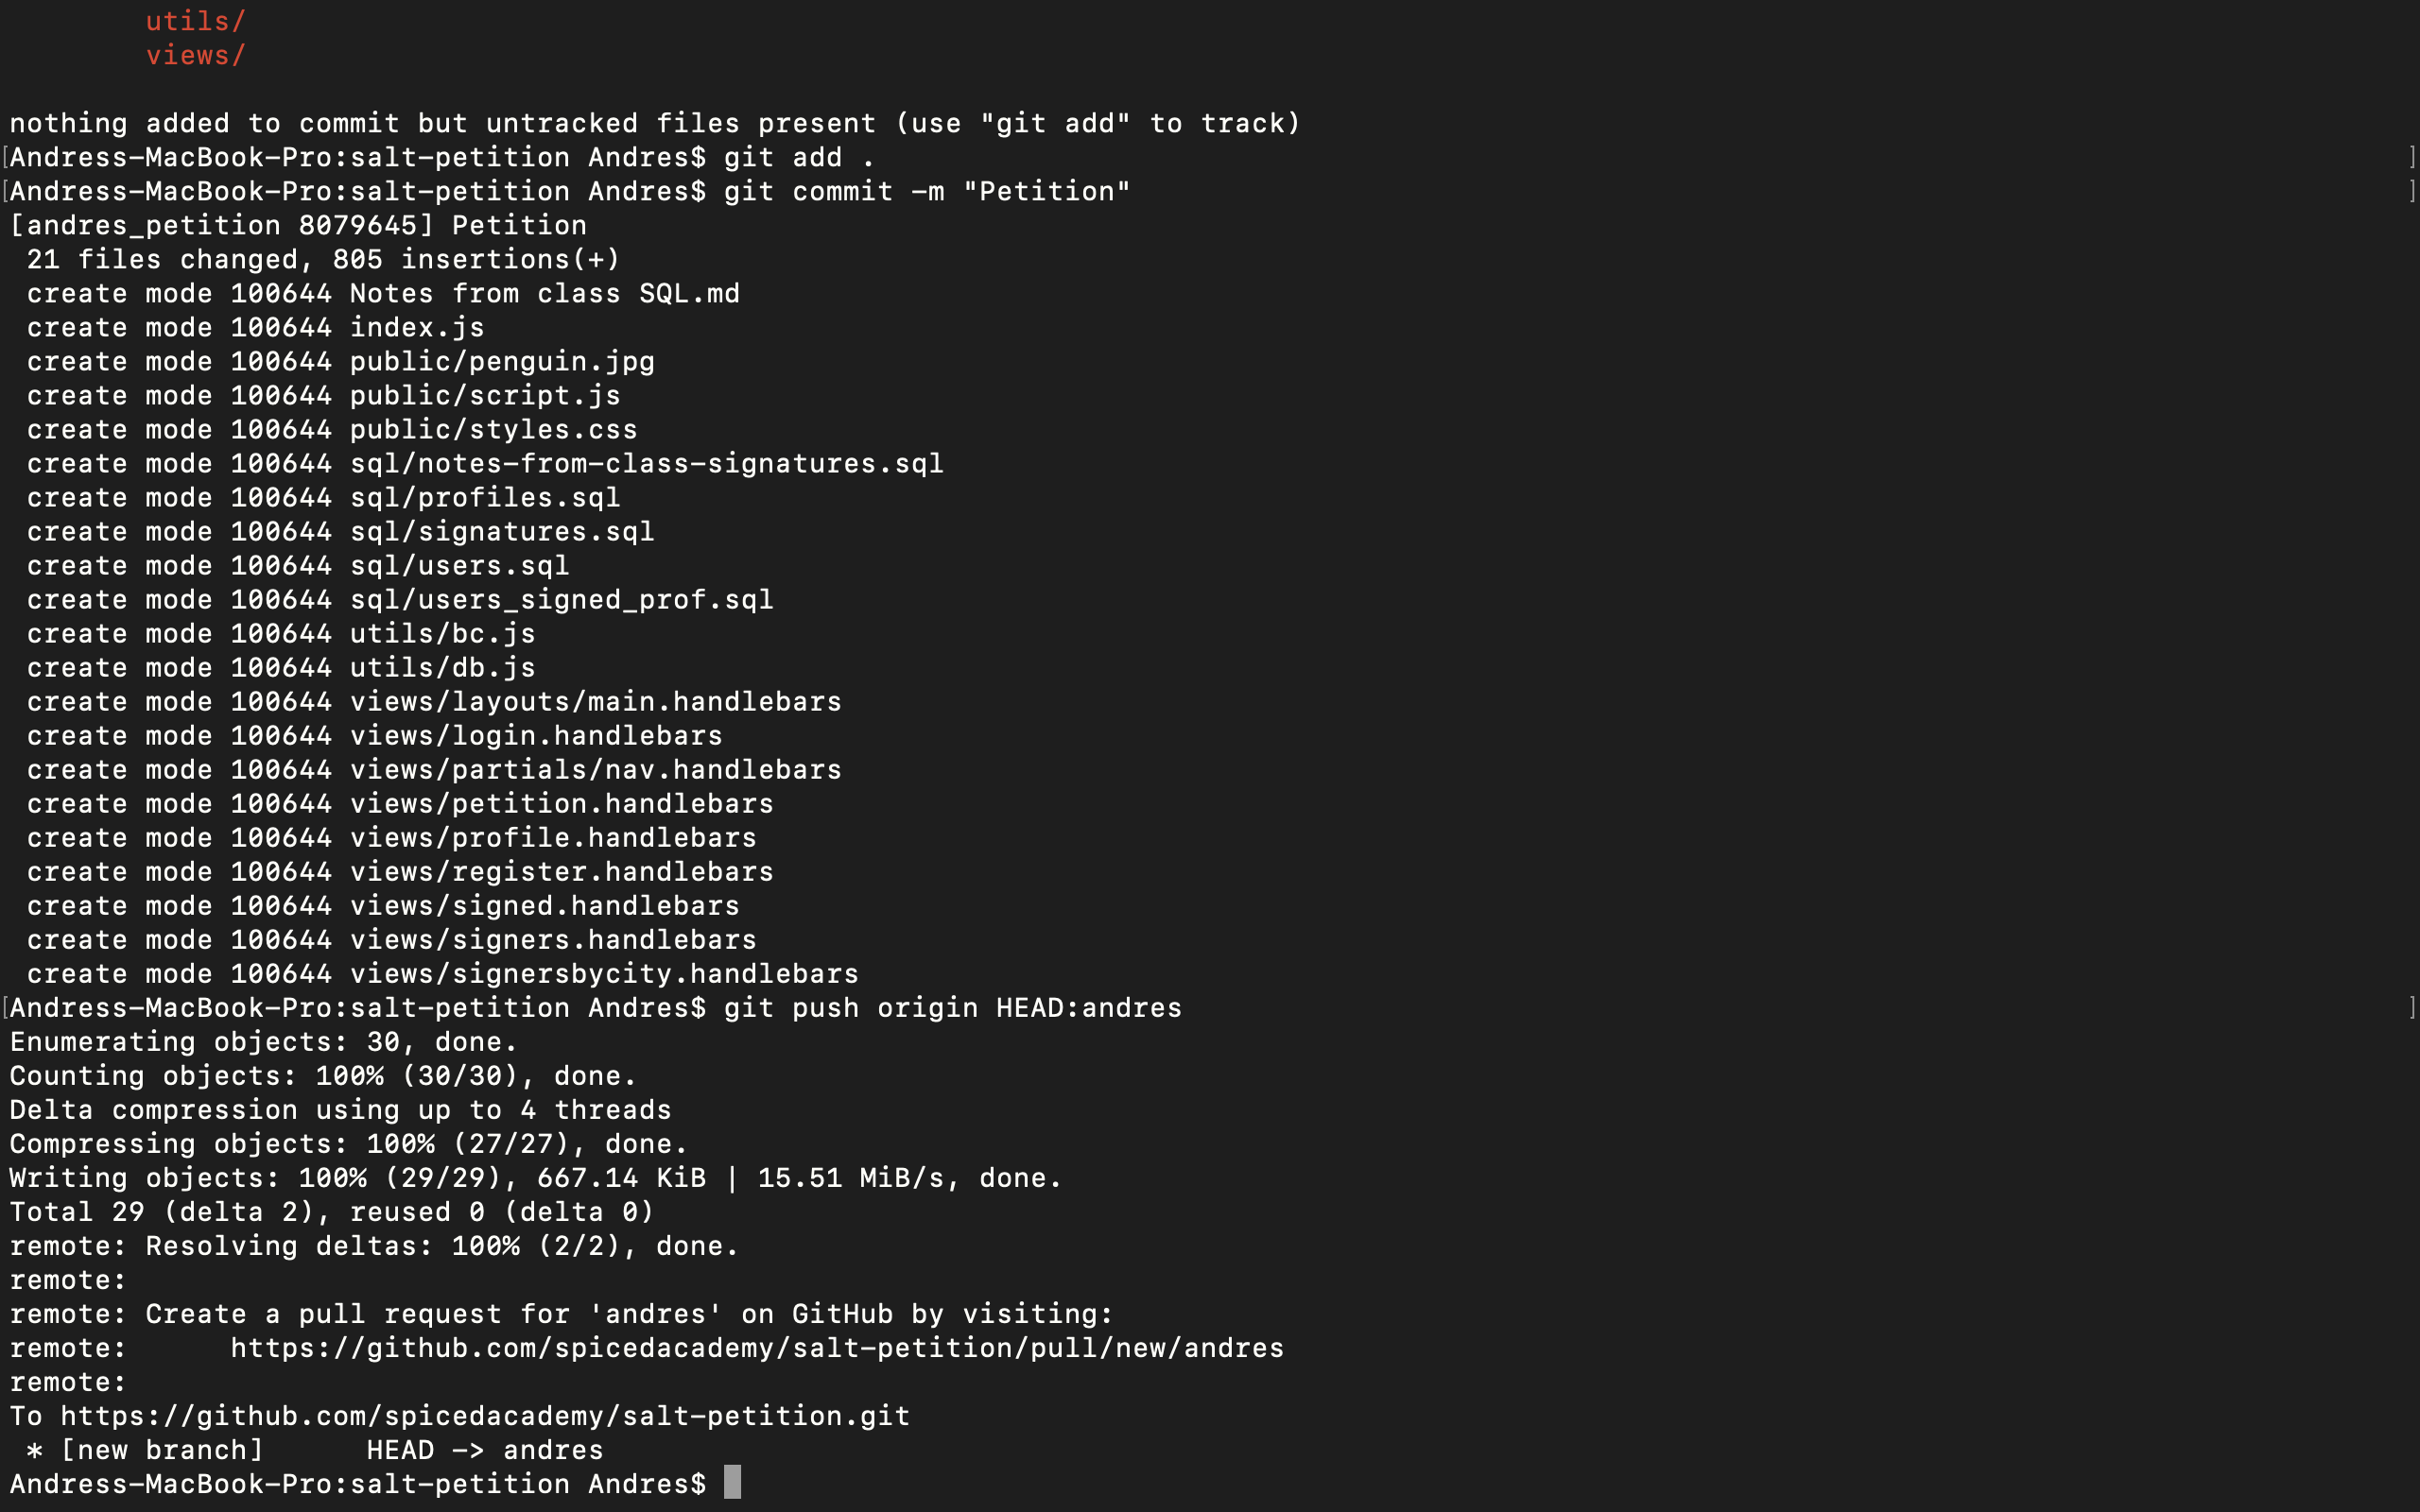 utils/
views/
nothing added to commit but untracked files present (use "git add" to track)
[Andress-MacBook-Pro:salt-petition Andres$ git add . ]
[Andress-MacBook-Pro:salt-petition Andres$ git commit -m "Petition" ]
[andres_petition 8079645] Petition
21 files changed, 805 insertions(+)
create mode 100644 Notes from class SQL.md
create mode 100644 index.js
create mode 100644 public/penguin.jpg
create mode 100644 public/script.js
create mode 100644 public/styles.css
create mode 100644 sql/notes-from-class-signatures.sql
create mode 100644 sql/profiles.sql
create mode 100644 sql/signatures.sql
create mode 100644 sql/users.sql
create mode 100644 sql/users_signed_prof.sql
create mode 100644 utils/bc.js
create mode 100644 utils/db.js
create mode 100644 views/layouts/main.handlebars
create mode 100644 views/login.handlebars
create mode 100644 views/partials/nav.handlebars
create mode 100644 views/petition.handlebars
create mode 100644 views/profile.handlebars
create mode 100644 views/register.handlebars
create mode 100644 views/signed.handlebars
create mode 100644 views/signers.handlebars
create mode 100644 views/signersbycity.handlebars
[Andress-MacBook-Pro:salt-petition Andres$ git push origin HEAD:andres ]
Enumerating objects: 30, done.
Counting objects: 100% (30/30), done.
Delta compression using up to 4 threads
Compressing objects: 100% (27/27), done.
Writing objects: 100% (29/29), 667.14 KiB | 15.51 MiB/s, done.
Total 29 (delta 2), reused 0 (delta 0)
remote: Resolving deltas: 100% (2/2), done.
remote:
remote: Create a pull request for 'andres' on GitHub by visiting:
remote:      https://github.com/spicedacademy/salt-petition/pull/new/andres
remote:
To https://github.com/spicedacademy/salt-petition.git
* [new branch]      HEAD -> andres
Andress-MacBook-Pro:salt-petition Andres$